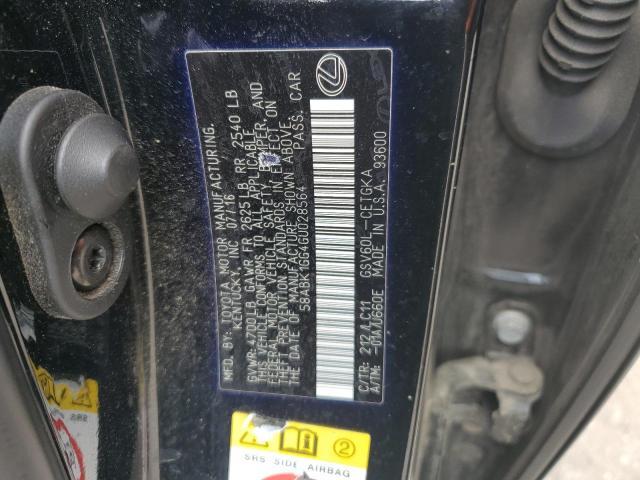 MFD. BY: TOYOTA MOTOR MANUFACTURING,
KENTUCKY, INC. 07/16
GVWR 4700LB GAWR FR 2625LB RR 2540 LB
THIS VEHICLE CONFORMS TO ALL APPLICABLE
FEDERAL MOTOR VEHICLE SAFETY, BUMPER, AND
THEFT PREVENTION STANDARDS IN EFFECT ON
THE DATE OF MANUFACTURE SHOWN ABOVE.
58ABK1GG4GU028564 PASS. CAR
C/TR: 212/LC11 GSV60L-CETGKA
A/TM: -01A/U660E MADE IN U.S.A. 93600
2
SRS SIDE AIRBAG
SRS